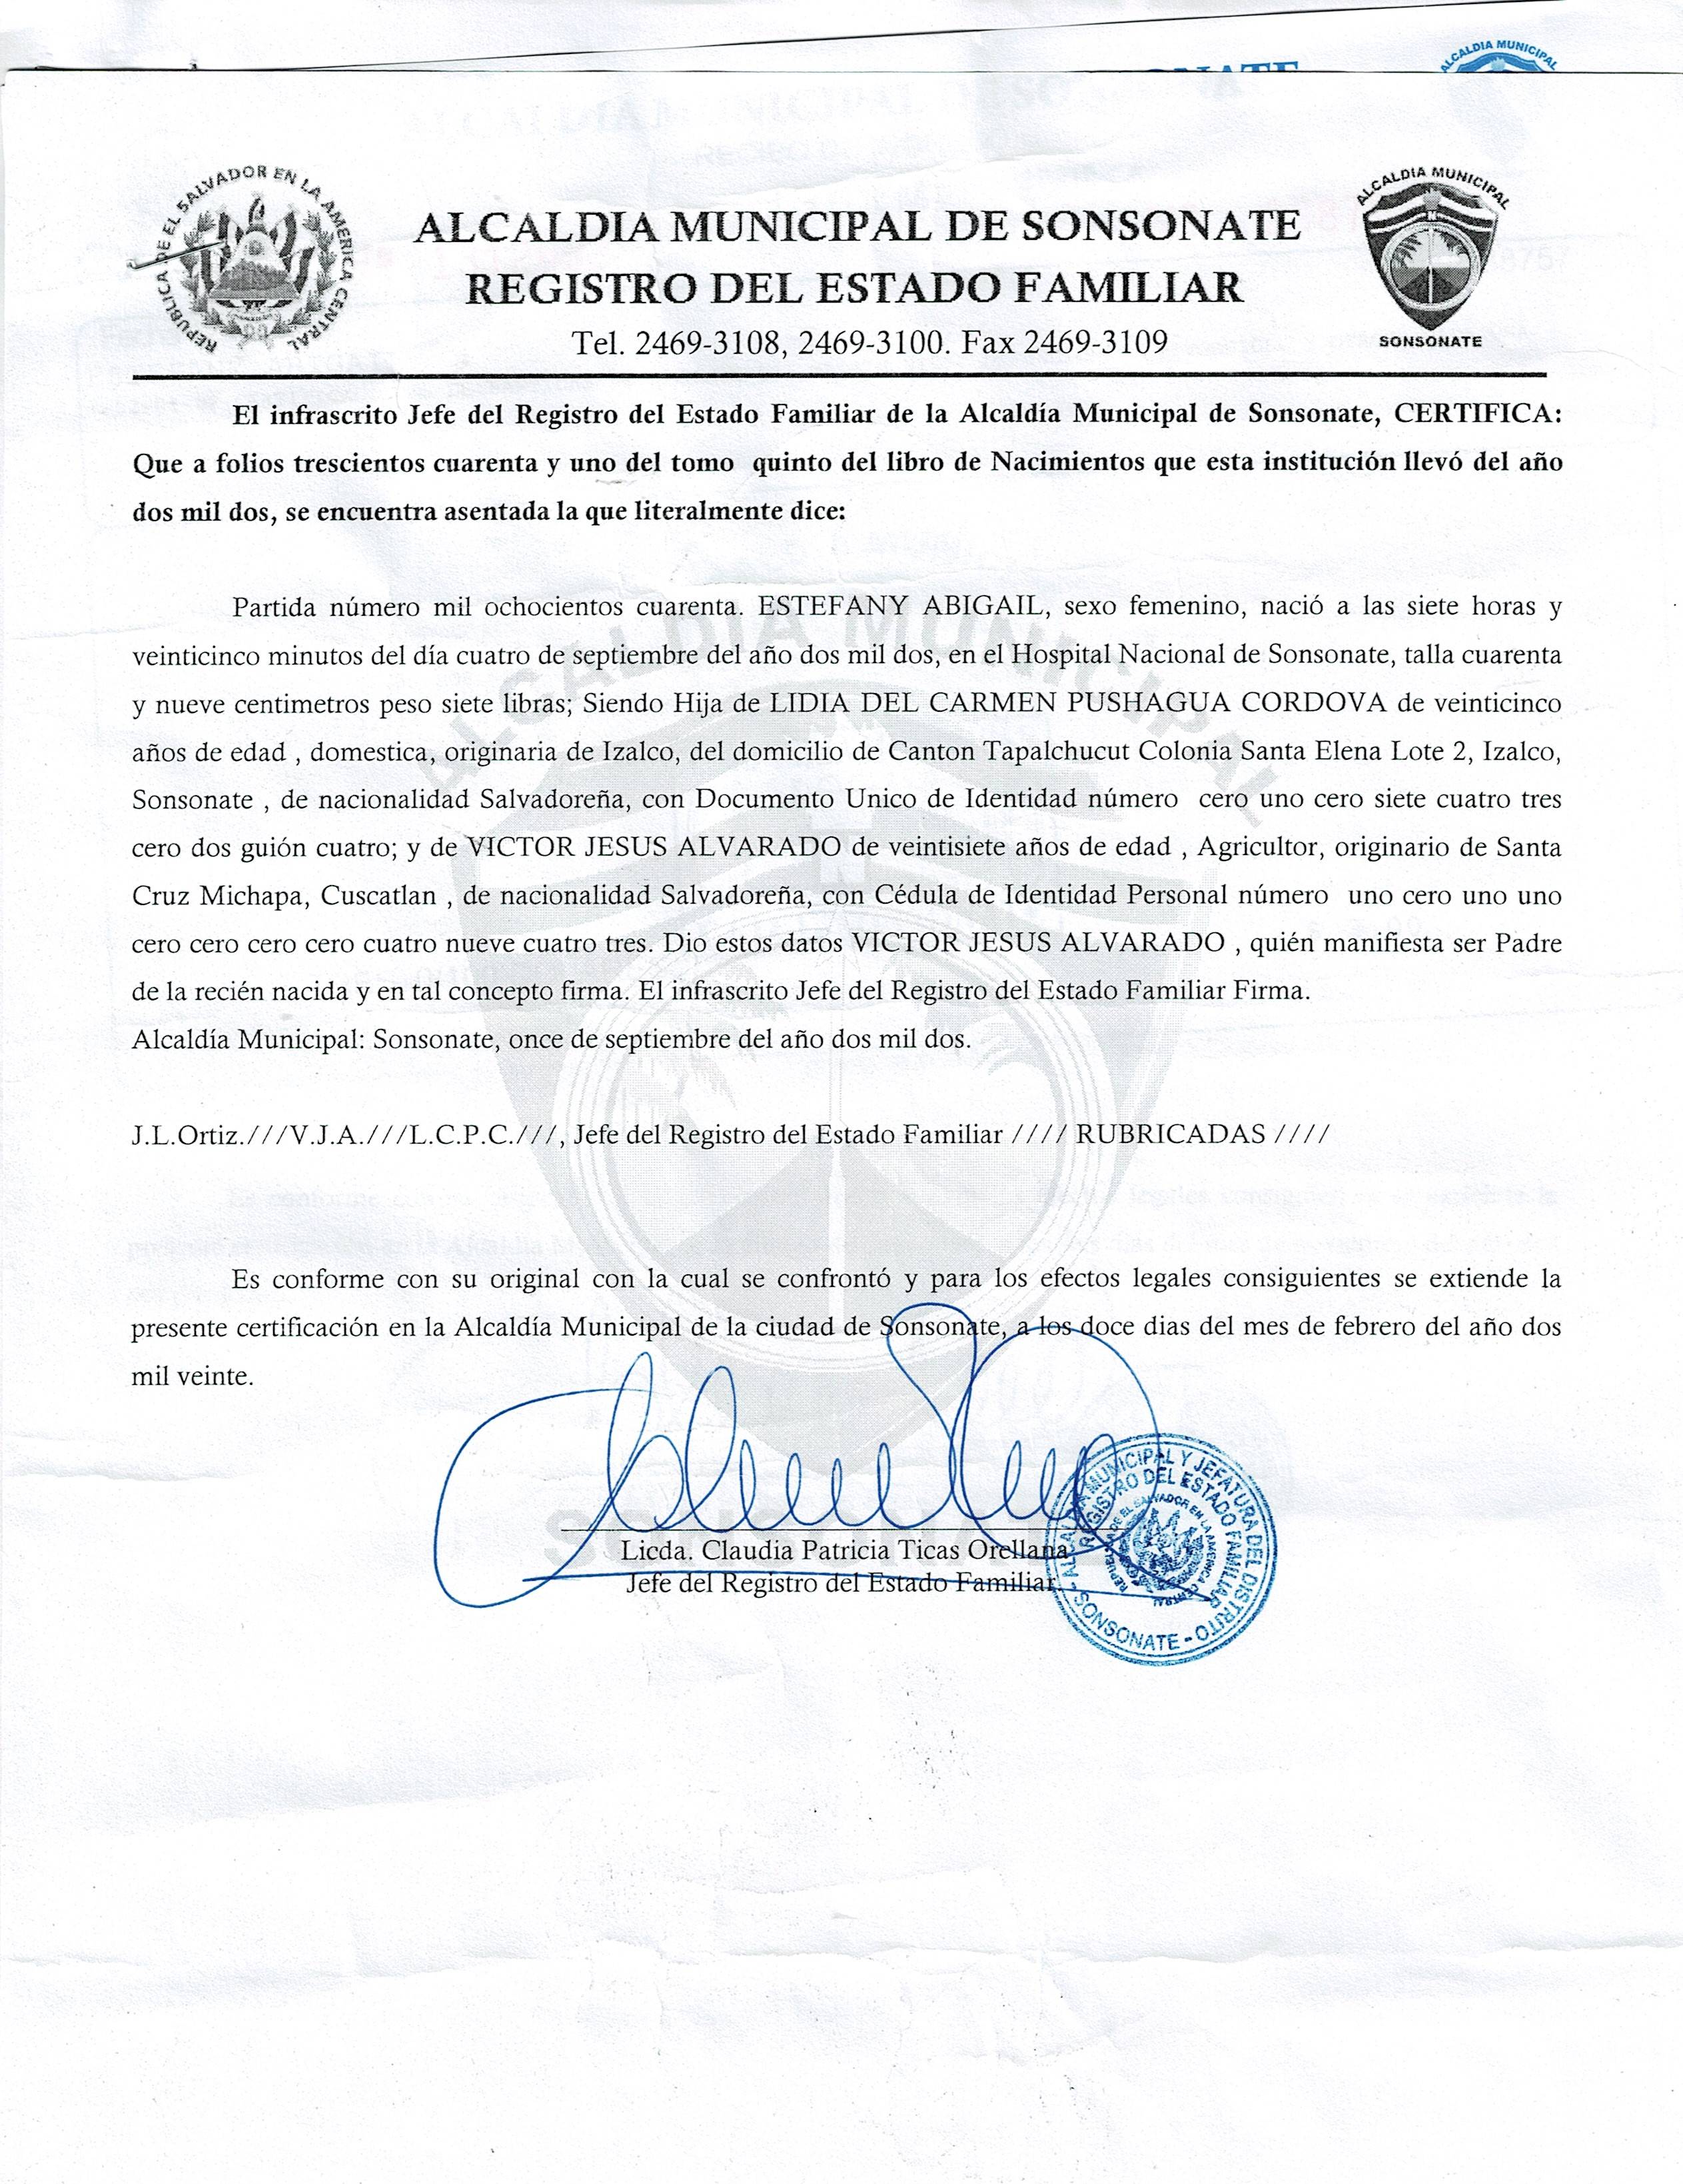 ONATE
ALCALDIA MUNICIPAL
REPUBLICA DE EL SALVADOR EN LA AMERICA CENTRAL
ALCALDIA MUNICIPAL DE SONSONATE
REGISTRO DEL ESTADO FAMILIAR
Tel. 2469-3108, 2469-3100. Fax 2469-3109
ALCALDIA MUNICIPAL
SONSONATE
El infrascrito Jefe del Registro del Estado Familiar de la Alcaldía Municipal de Sonsonate, CERTIFICA:
Que a folios trescientos cuarenta y uno del tomo quinto del libro de Nacimientos que esta institución llevó del año
dos mil dos, se encuentra asentada la que literalmente dice:
Partida número mil ochocientos cuarenta. ESTEFANY ABIGAIL, sexo femenino, nació a las siete horas y
veinticinco minutos del día cuatro de septiembre del año dos mil dos, en el Hospital Nacional de Sonsonate, talla cuarenta
y nueve centimetros peso siete libras; Siendo Hija de LIDIA DEL CARMEN PUSHAGUA CORDOVA de veinticinco
años de edad , domestica, originaria de Izalco, del domicilio de Canton Tapalchucut Colonia Santa Elena Lote 2, Izalco,
Sonsonate , de nacionalidad Salvadoreña, con Documento Unico de Identidad número cero uno cero siete cuatro tres
cero dos guión cuatro; y de VICTOR JESUS ALVARADO de veintisiete años de edad , Agricultor, originario de Santa
Cruz Michapa, Cuscatlan , de nacionalidad Salvadoreña, con Cédula de Identidad Personal número uno cero uno uno
cero cero cero cero cuatro nueve cuatro tres. Dio estos datos VICTOR JESUS ALVARADO , quién manifiesta ser Padre
de la recién nacida y en tal concepto firma. El infrascrito Jefe del Registro del Estado Familiar Firma.
Alcaldía Municipal: Sonsonate, once de septiembre del año dos mil dos.
J.L.Ortiz.///V.J.A.///L.C.P.C.///, Jefe del Registro del Estado Familiar //// RUBRICADAS ////
Es conforme con su original con la cual se confrontó y para los efectos legales consiguientes se extiende la
presente certificación en la Alcaldía Municipal de la ciudad de Sonsonate, a los doce dias del mes de febrero del año dos
mil veinte.
Licda. Claudia Patricia Ticas Orellana
Jefe del Registro del Estado Familiar.
ALCALDIA MUNICIPAL Y JEFATURA DEL DISTRITO - SONSONATE -
REGISTRO DEL ESTADO FAMILIAR
REPUBLICA DE EL SALVADOR EN LA AMERICA CENTRAL
ALCALDIA MUNICIPAL
SONSONATE